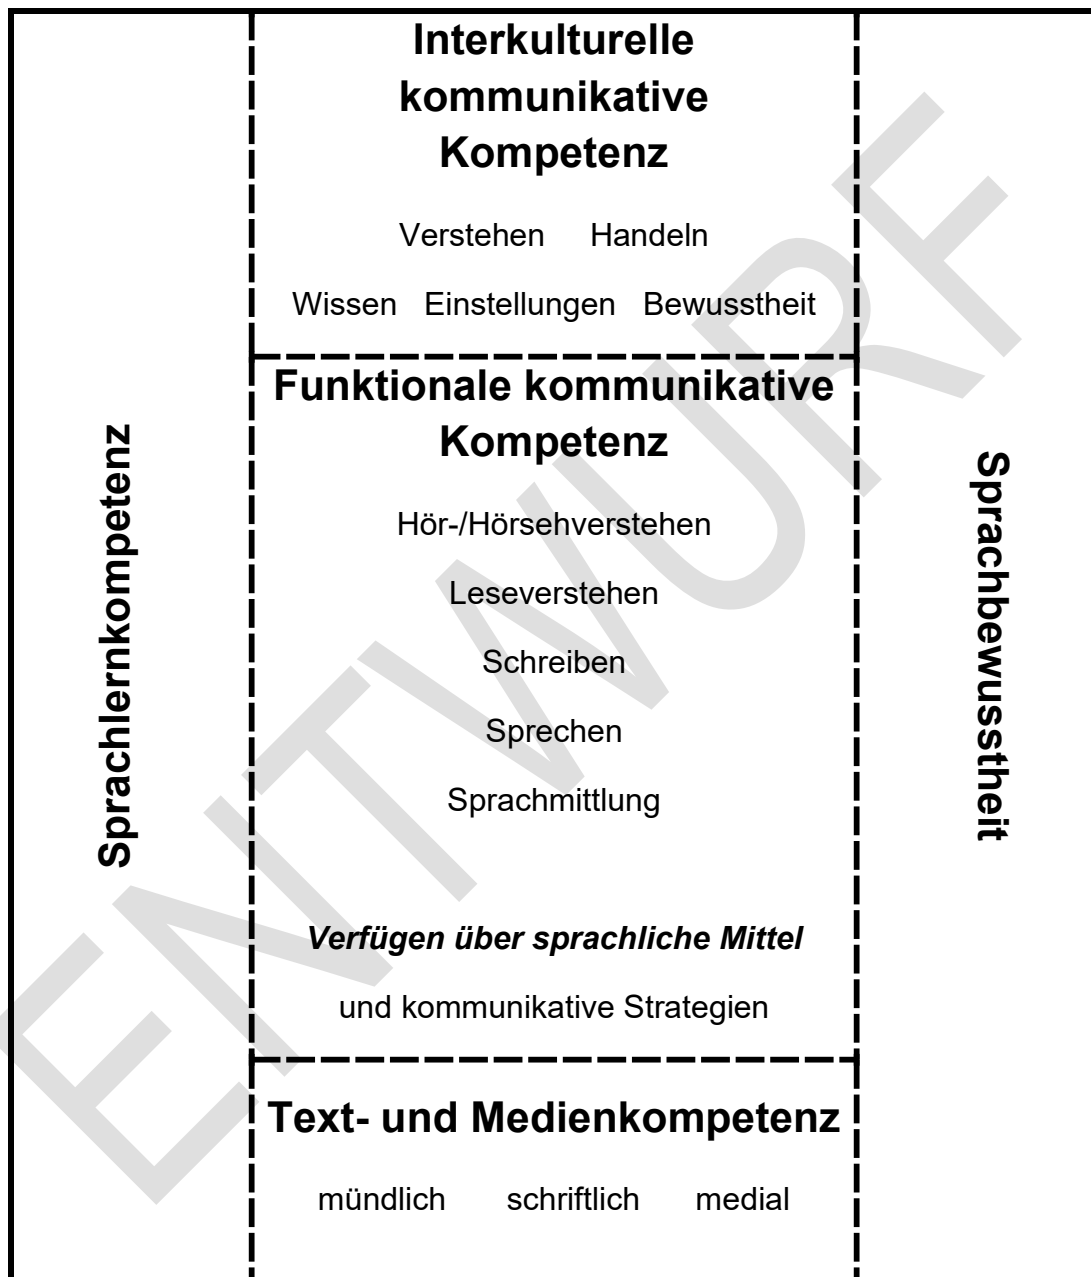 Interkulturelle
kommunikative
Kompetenz
Verstehen Handeln
Wissen Einstellungen Bewusstheit
Sprachlernkompetenz
Funktionale kommunikative
Kompetenz
Hör-/Hörsehverstehen
Leseverstehen
Schreiben
Sprechen
Sprachmittlung
Verfügen über sprachliche Mittel
und kommunikative Strategien
Sprachbewusstheit
Text- und Medienkompetenz
mündlich schriftlich medial
ENTWURF